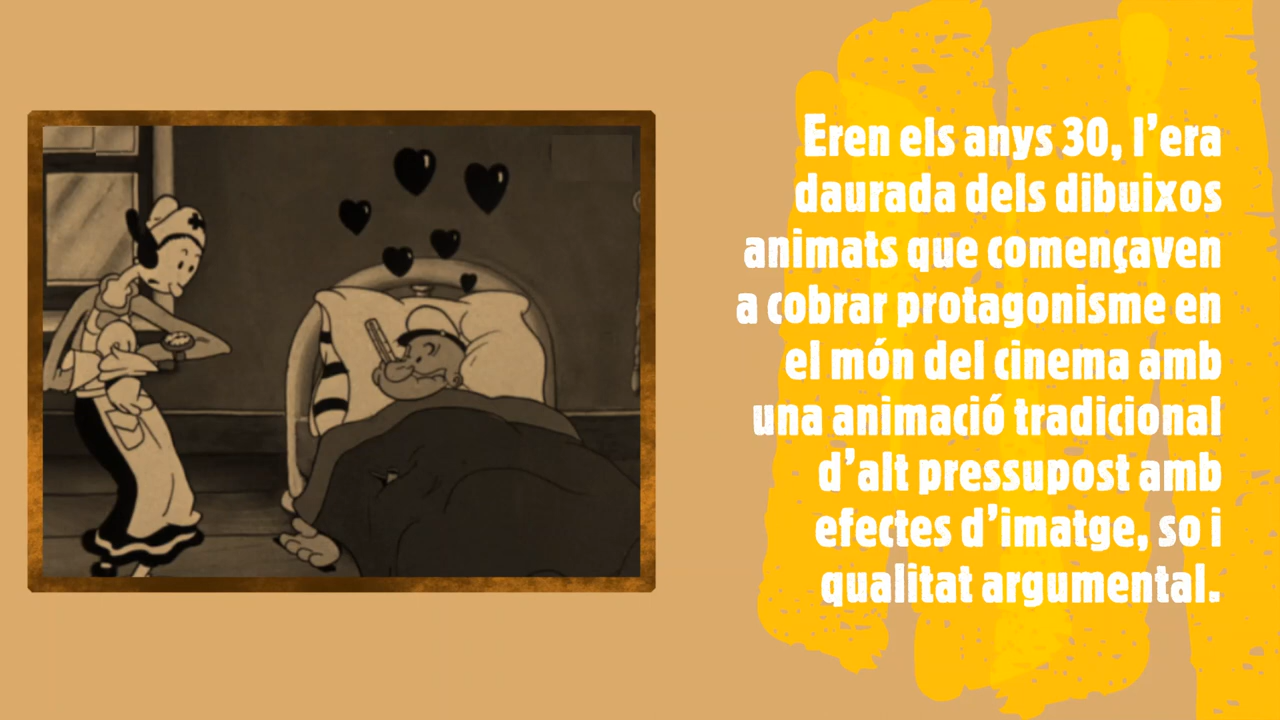 Eren els anys 30, l'era
daurada dels dibuixos
animats que començaven
a cobrar protagonisme en
el món del cinema amb
una animació tradicional
d'alt pressupost amb
efectes d'imatge, so i
qualitat argumental.